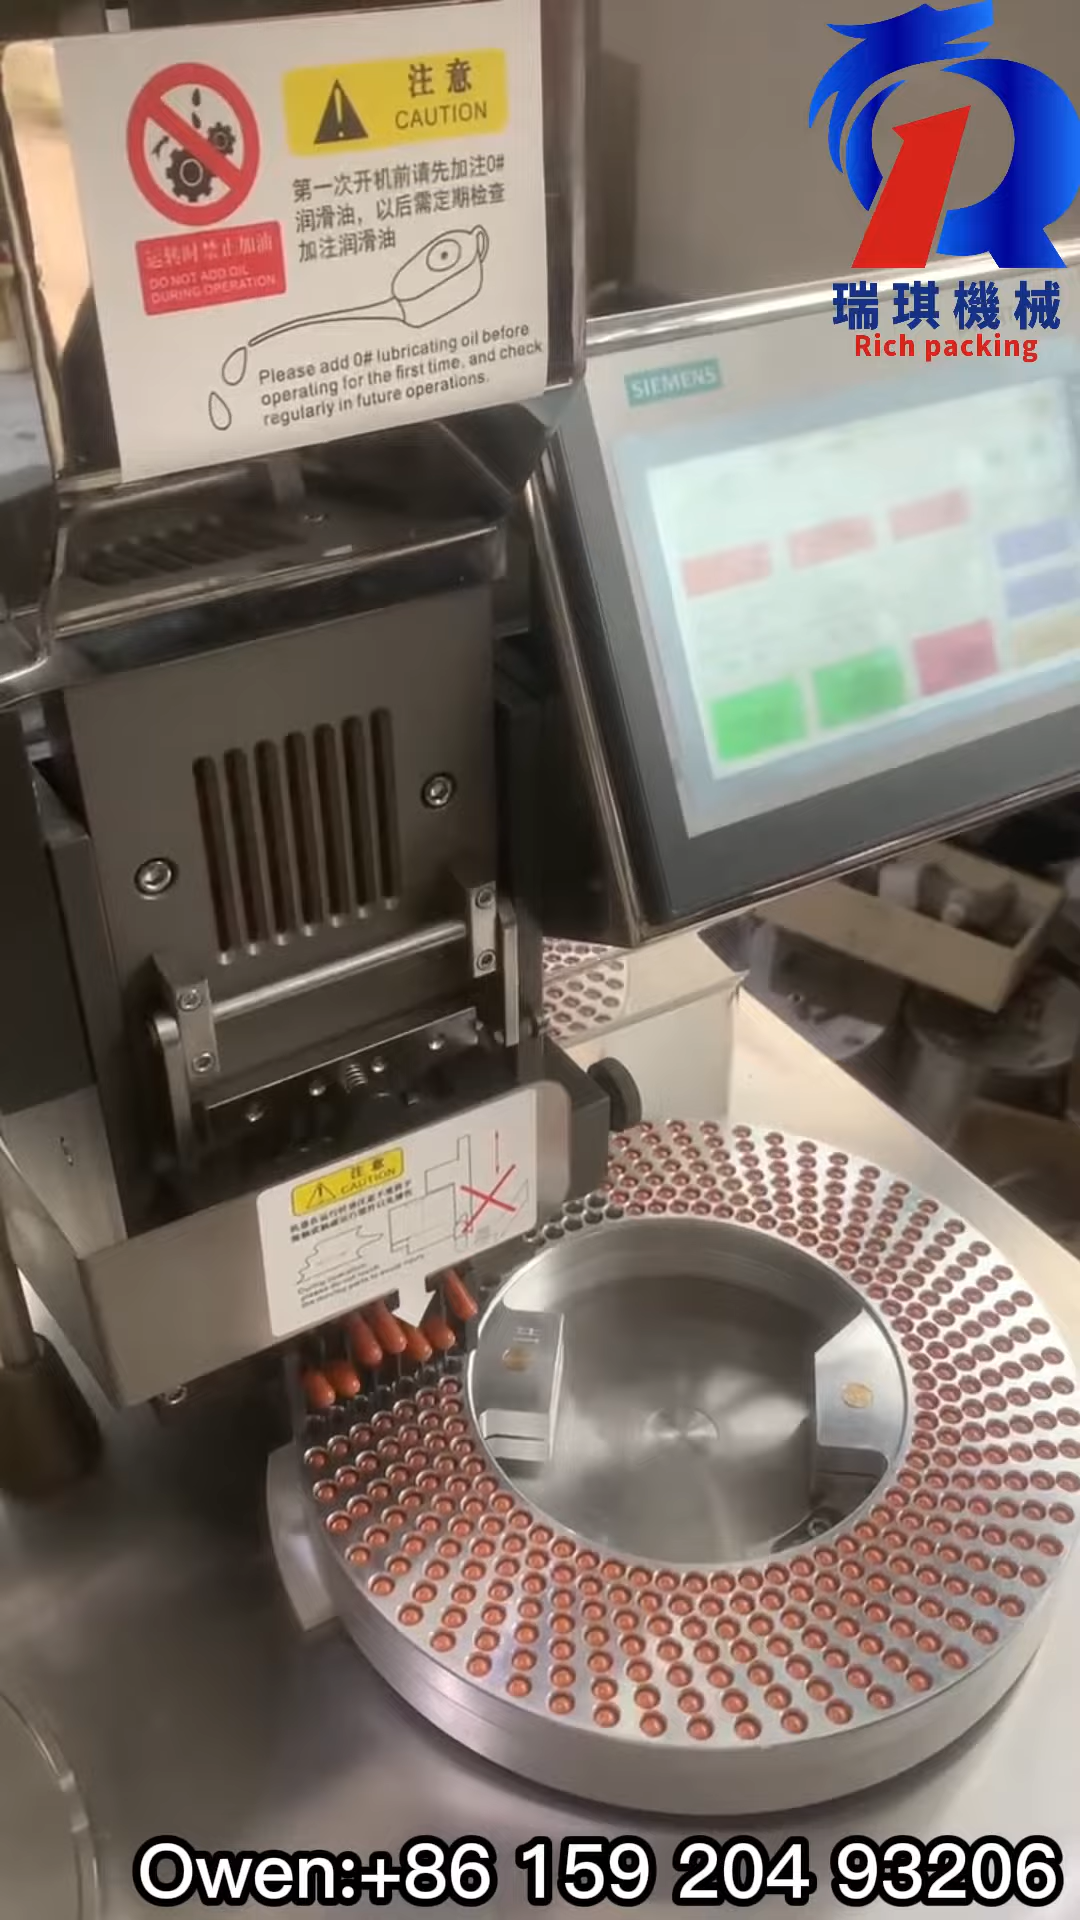 注意
CAUTION
第一次开机前请先加注0#
润滑油，以后需定期检查
加注润滑油
运转时禁止加油
DO NOT ADD OIL
DURING OPERATION
Please add 0# lubricating oil before
operating for the first time, and check
regularly in future operations.
瑞琪機械
Rich packing
SIEMENS
注意
CAUTION
Owen:+86 159 204 93206